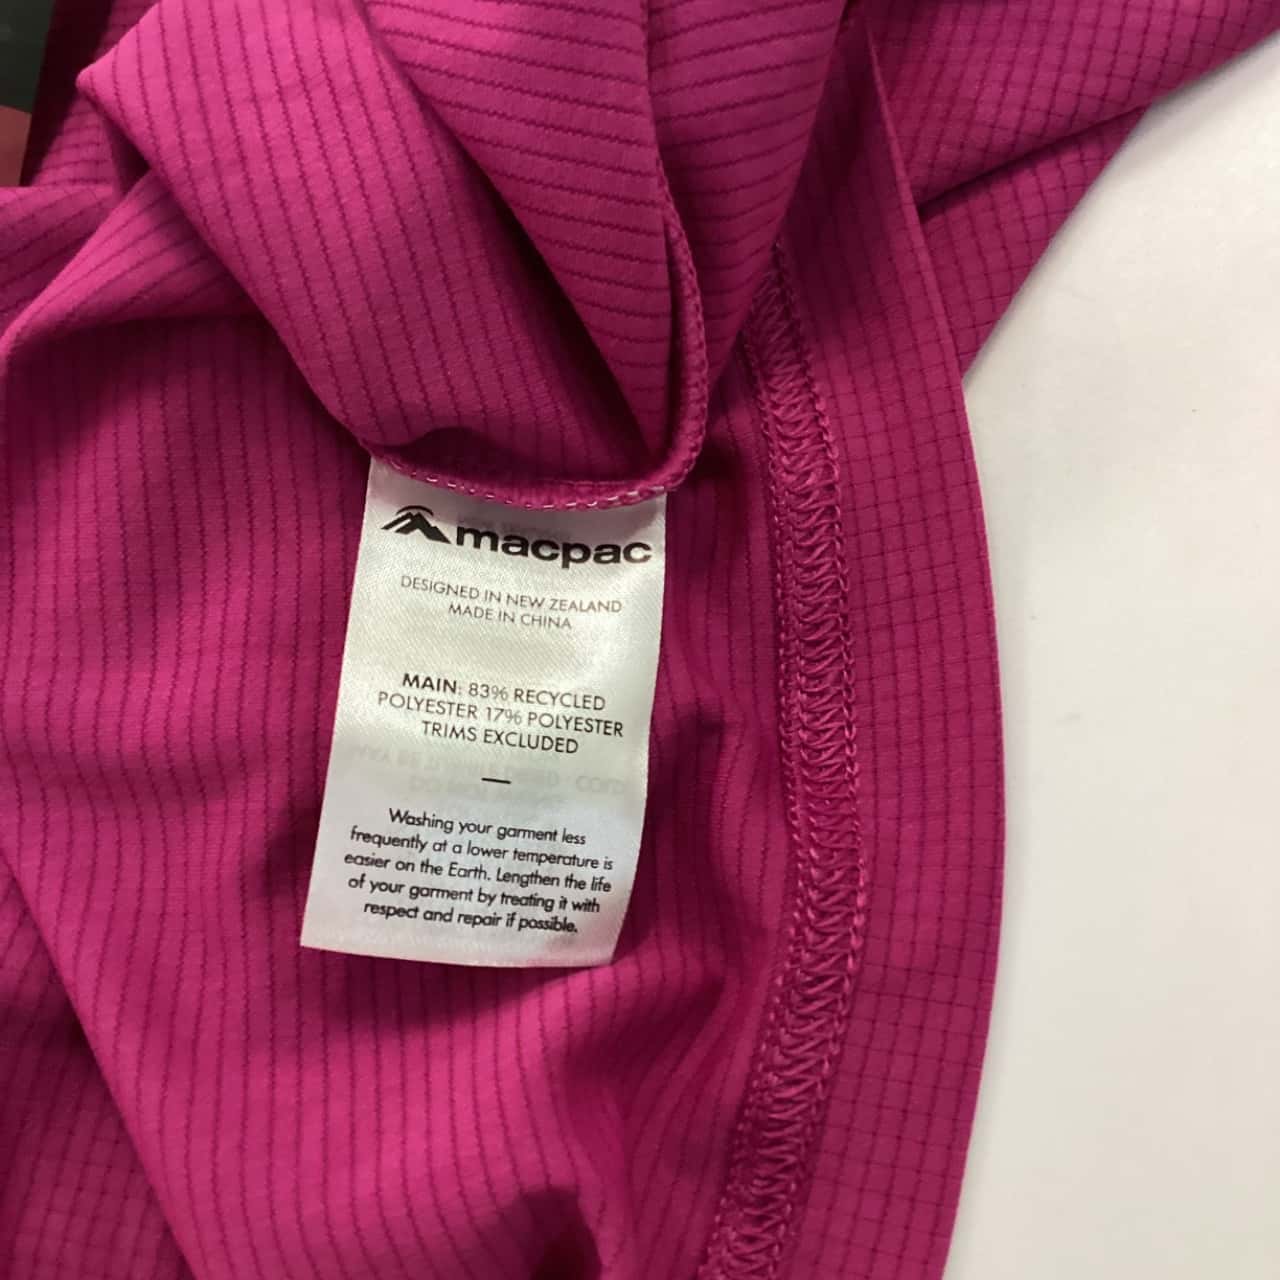 macpac
DESIGNED IN NEW ZEALAND
MADE IN CHINA
MAIN: 83% RECYCLED
POLYESTER 17% POLYESTER
TRIMS EXCLUDED
—
Washing your garment less
frequently at a lower temperature is
easier on the Earth. Lengthen the life
of your garment by treating it with
respect and repair if possible.